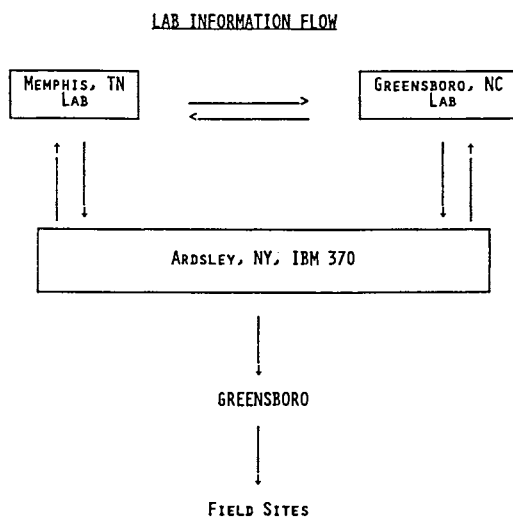 LAB INFORMATION FLOW
MEMPHIS, TN
LAB
GREENSBORO, NC
LAB
ARDSLEY, NY, IBM 370
GREENSBORO
FIELD SITES